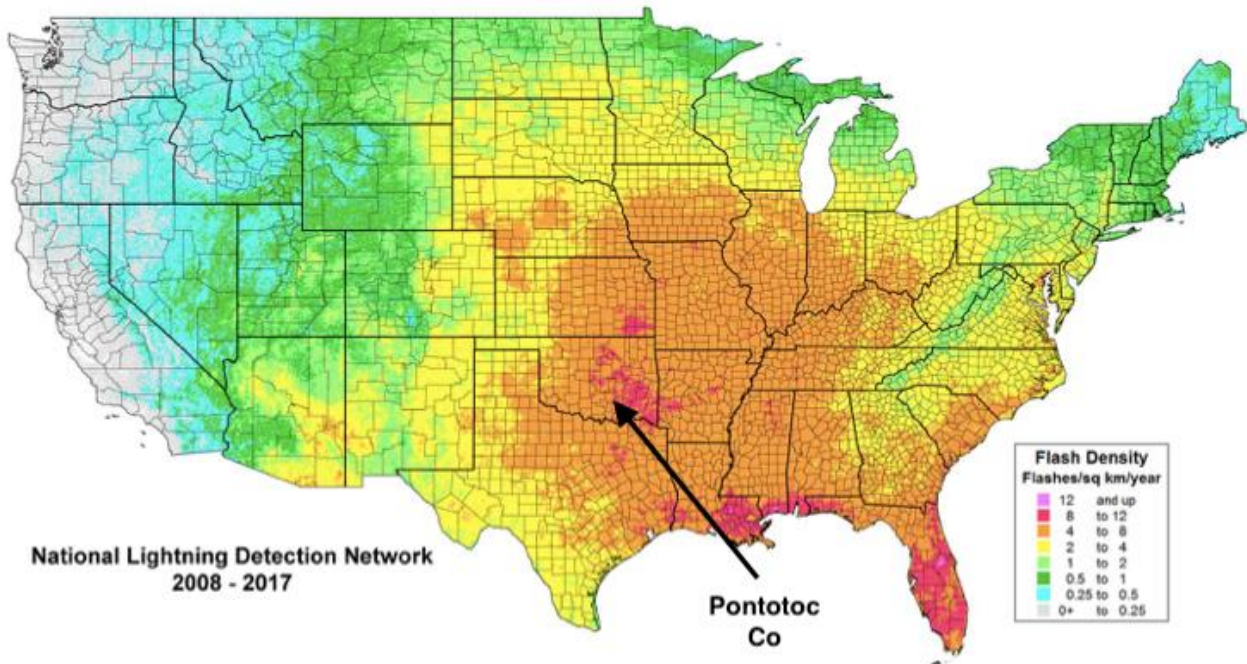 National Lightning Detection Network
2008 - 2017
Pontotoc
Co
Flash Density
Flashes/sq km/year
12 and up
8 to 12
4 to 8
2 to 4
1 to 2
0.5 to 1
0.25 to 0.5
0+ to 0.25